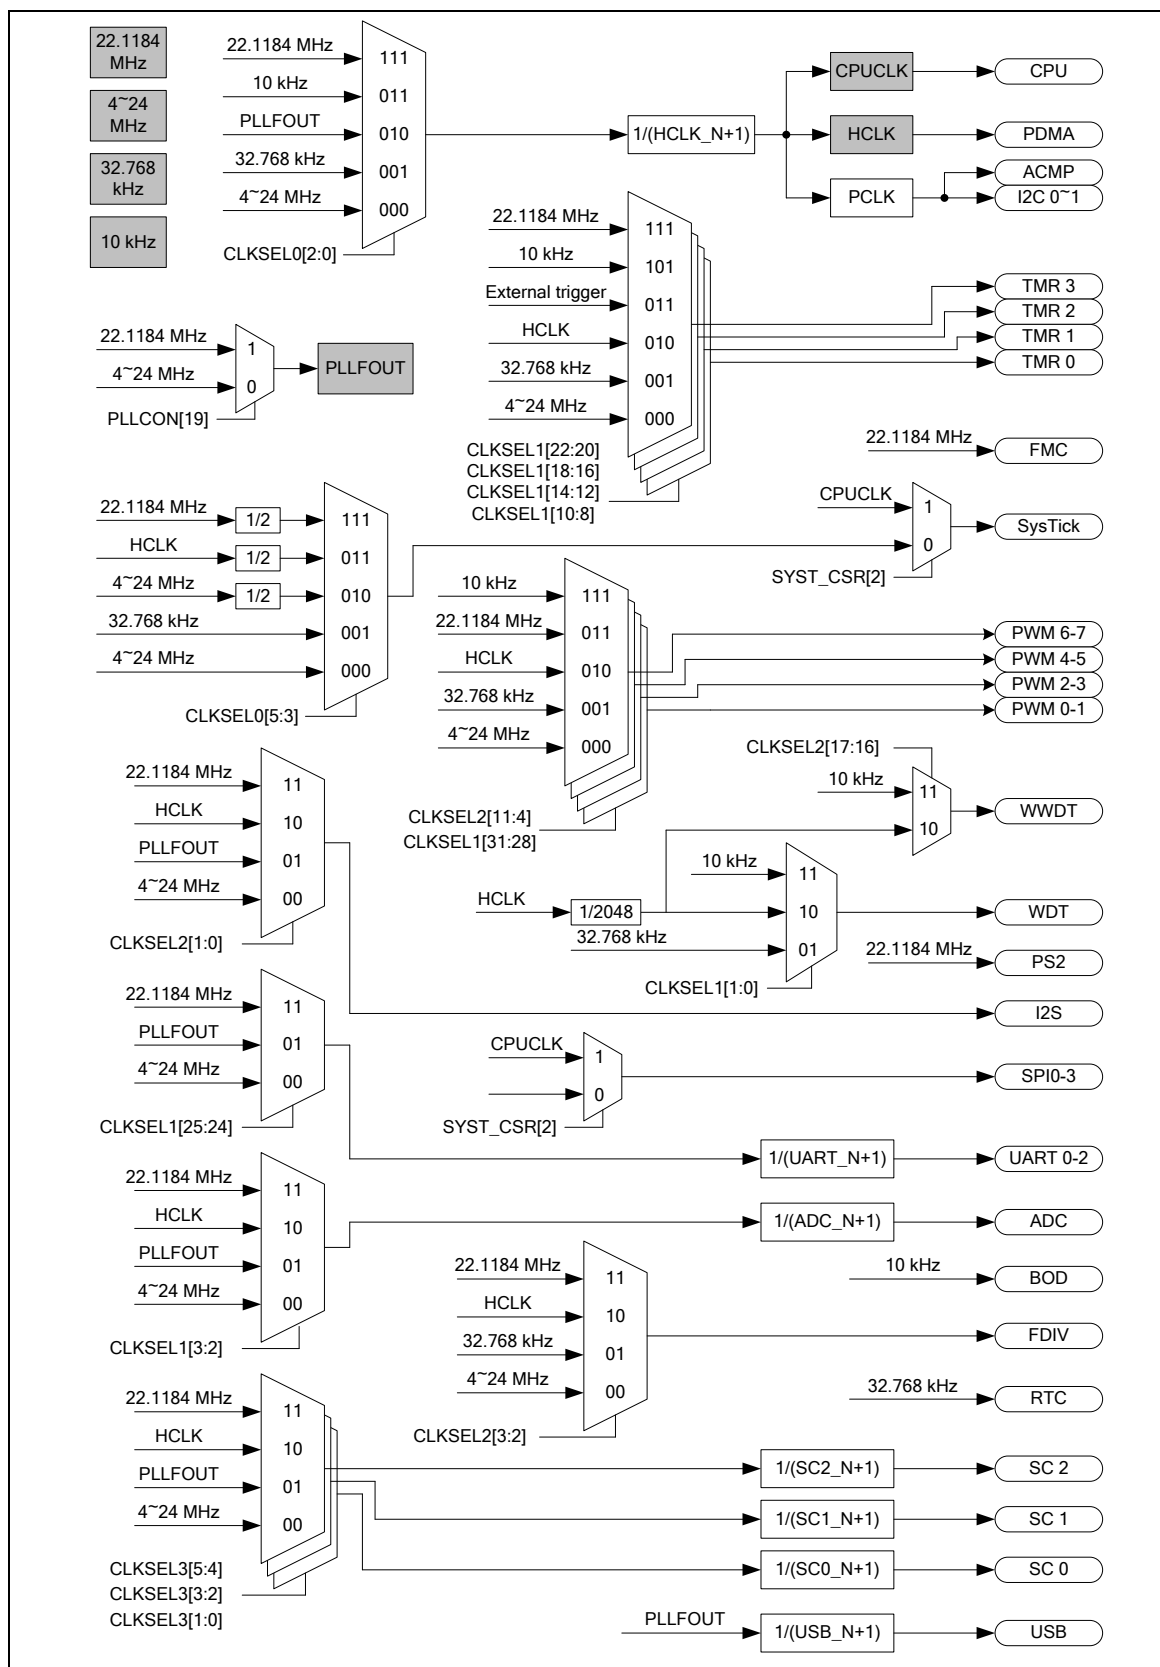 22.1184
MHz
4~24
MHz
32.768
kHz
10 kHz
22.1184 MHz
10 kHz
PLLFOUT
32.768 kHz
4~24 MHz
111
011
010
001
000
CLKSEL0[2:0]
1/(HCLK_N+1)
CPUCLK
HCLK
PCLK
CPU
PDMA
ACMP
I2C 0~1
22.1184 MHz
10 kHz
External trigger
HCLK
32.768 kHz
4~24 MHz
111
101
011
010
001
000
CLKSEL1[22:20]
CLKSEL1[18:16]
CLKSEL1[14:12]
CLKSEL1[10:8]
TMR 3
TMR 2
TMR 1
TMR 0
22.1184 MHz
4~24 MHz
1
0
PLLCON[19]
PLLFOUT
22.1184 MHz
FMC
22.1184 MHz
HCLK
4~24 MHz
32.768 kHz
4~24 MHz
1/2
1/2
1/2
111
011
010
001
000
CLKSEL0[5:3]
CPUCLK
1
0
SYST_CSR[2]
SysTick
10 kHz
22.1184 MHz
HCLK
32.768 kHz
4~24 MHz
111
011
010
001
000
CLKSEL2[11:4]
CLKSEL1[31:28]
PWM 6-7
PWM 4-5
PWM 2-3
PWM 0-1
CLKSEL2[17:16]
10 kHz
11
10
WWDT
22.1184 MHz
HCLK
PLLFOUT
4~24 MHz
11
10
01
00
CLKSEL2[1:0]
10 kHz
HCLK
1/2048
32.768 kHz
11
10
01
CLKSEL1[1:0]
WDT
22.1184 MHz
PS2
I2S
22.1184 MHz
PLLFOUT
4~24 MHz
11
01
00
CLKSEL1[25:24]
CPUCLK
1
0
SYST_CSR[2]
SPI0-3
1/(UART_N+1)
UART 0-2
22.1184 MHz
HCLK
PLLFOUT
4~24 MHz
11
10
01
00
CLKSEL1[3:2]
1/(ADC_N+1)
ADC
10 kHz
BOD
22.1184 MHz
HCLK
32.768 kHz
4~24 MHz
11
10
01
00
CLKSEL2[3:2]
FDIV
32.768 kHz
RTC
22.1184 MHz
HCLK
PLLFOUT
4~24 MHz
11
10
01
00
CLKSEL3[5:4]
CLKSEL3[3:2]
CLKSEL3[1:0]
1/(SC2_N+1)
SC 2
1/(SC1_N+1)
SC 1
1/(SC0_N+1)
SC 0
PLLFOUT
1/(USB_N+1)
USB